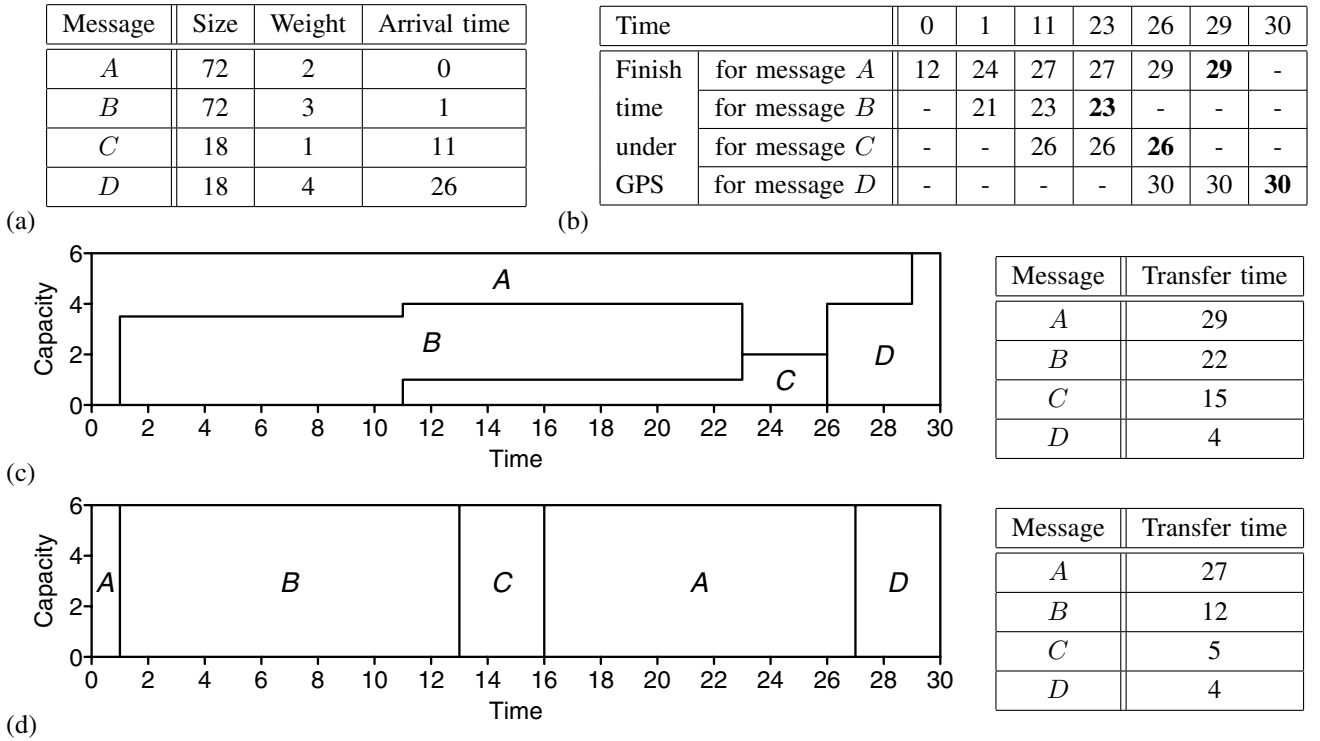 Message Size Weight Arrival time
A 72 2 0
B 72 3 1
C 18 1 11
D 18 4 26
(a)
Time 0 1 11 23 26 29 30
Finish for message A 12 24 27 27 29 29 -
time for message B - 21 23 23 - - -
under for message C - - 26 26 26 - -
GPS for message D - - - - 30 30 30
(b)
Capacity
6
4
2
0
A
B
C
D
0 2 4 6 8 10 12 14 16 18 20 22 24 26 28 30
Time
Message Transfer time
A 29
B 22
C 15
D 4
(c)
Capacity
6
4
2
0
A B C A D
0 2 4 6 8 10 12 14 16 18 20 22 24 26 28 30
Time
Message Transfer time
A 27
B 12
C 5
D 4
(d)